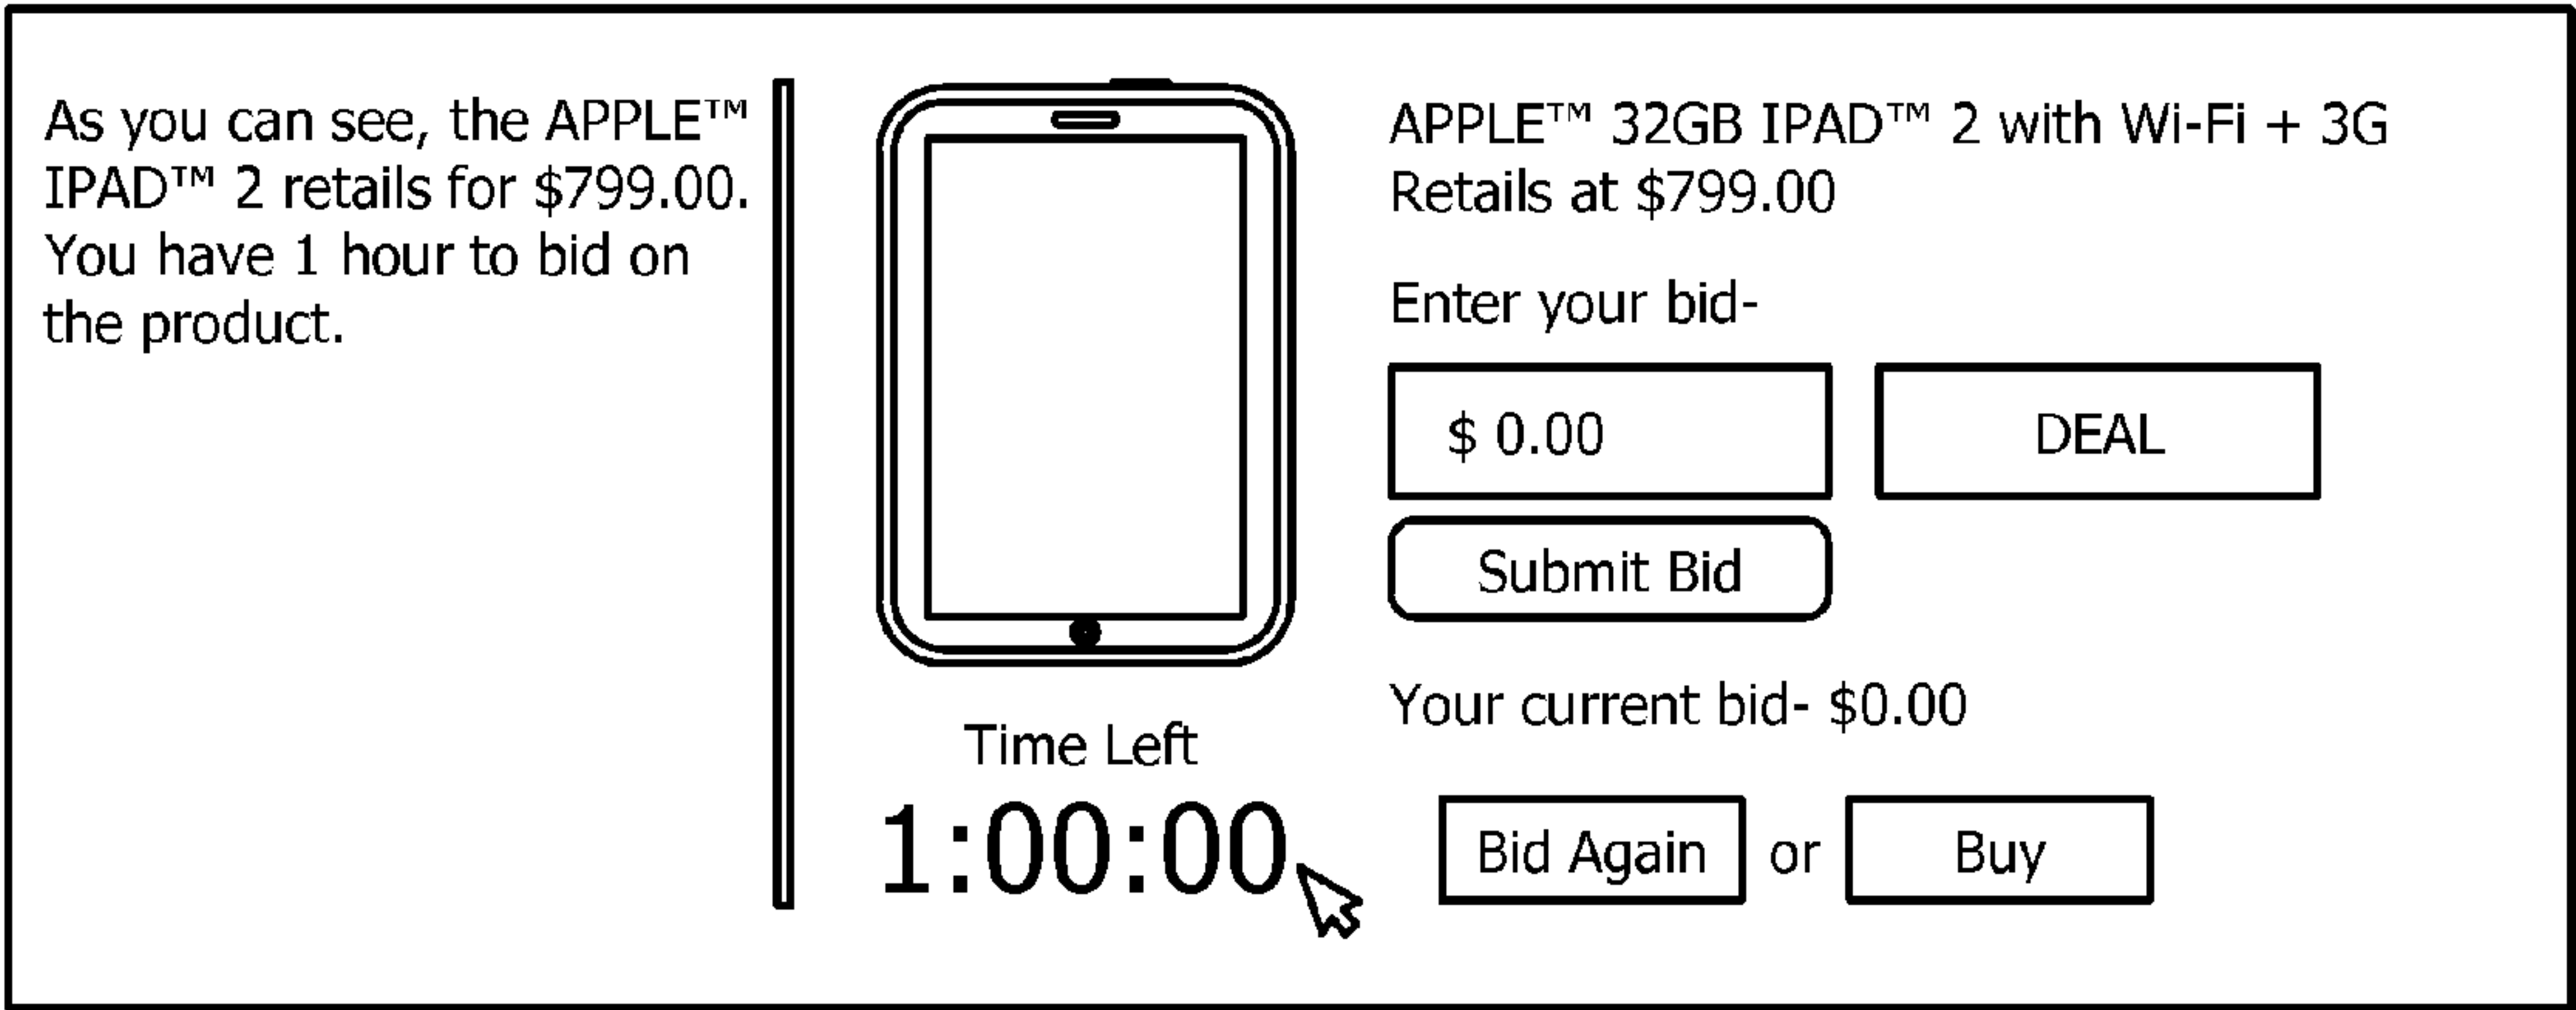 As you can see, the APPLE™
IPAD™ 2 retails for $799.00.
You have 1 hour to bid on
the product.
Time Left
1:00:00
APPLE™ 32GB IPAD™ 2 with Wi-Fi + 3G
Retails at $799.00
Enter your bid-
$ 0.00
DEAL
Submit Bid
Your current bid- $0.00
Bid Again or Buy